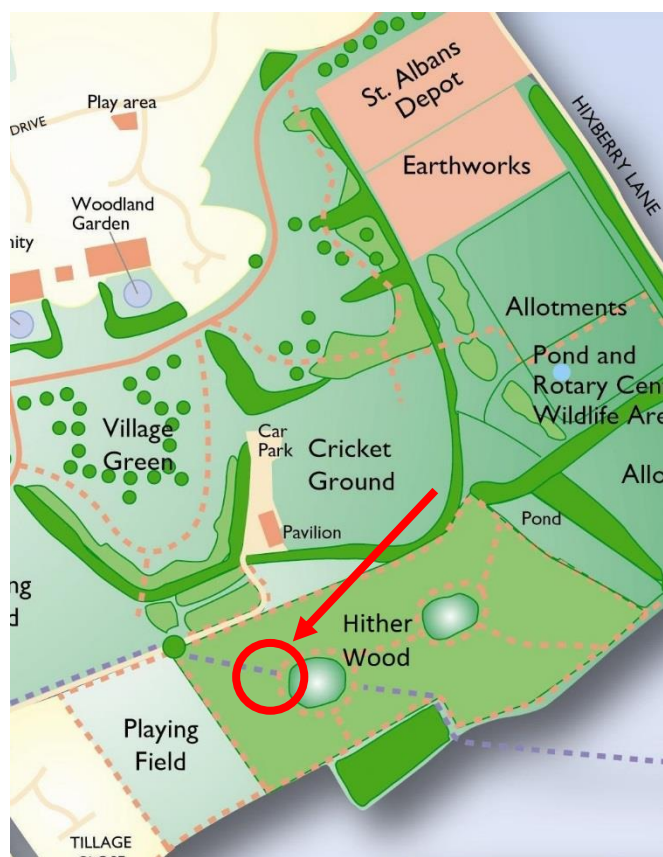 St. Albans
Depot
HIXBERRY LANE
Play area
DRIVE
Earthworks
Woodland
Garden
nity
Allotments
Pond and
Rotary Cen
Wildlife Are
Village
Green
Car
Park
Cricket
Ground
Allo
Pavilion
Pond
ng
d
Hither
Wood
Playing
Field
TILLAGE